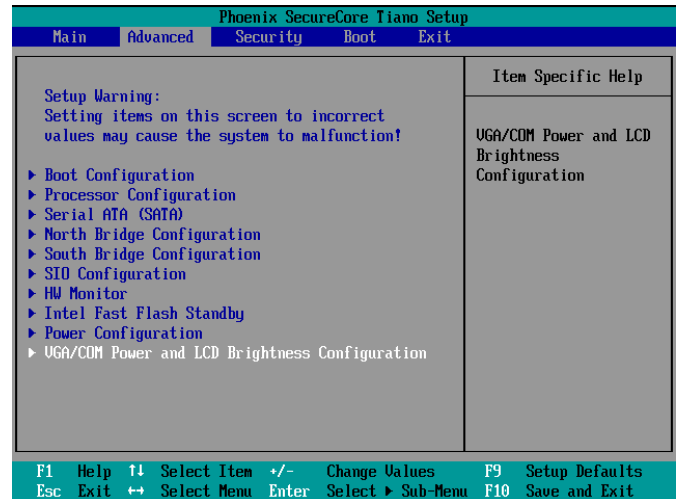 Phoenix SecureCore Tiano Setup
Main Advanced Security Boot Exit
Setup Warning:
Setting items on this screen to incorrect
values may cause the system to malfunction!
▶ Boot Configuration
▶ Processor Configuration
▶ Serial ATA (SATA)
▶ North Bridge Configuration
▶ South Bridge Configuration
▶ SIO Configuration
▶ HW Monitor
▶ Intel Fast Flash Standby
▶ Power Configuration
▶ VGA/COM Power and LCD Brightness Configuration
Item Specific Help
VGA/COM Power and LCD
Brightness
Configuration
F1 Help ↑↓ Select Item +/- Change Values F9 Setup Defaults
Esc Exit ↔ Select Menu Enter Select ▶ Sub-Menu F10 Save and Exit